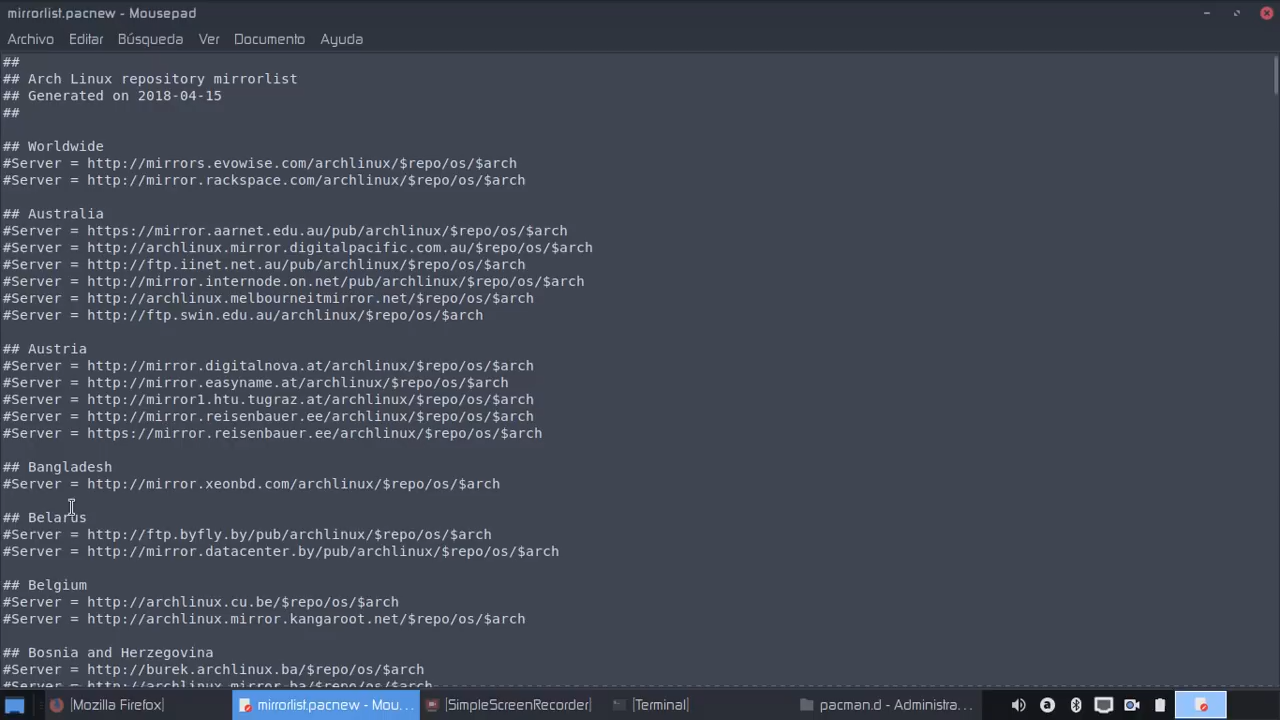 mirrorlist.pacnew - Mousepad
Archivo Editar Búsqueda Ver Documento Ayuda
##
## Arch Linux repository mirrorlist
## Generated on 2018-04-15
##
## Worldwide
#Server = http://mirrors.evowise.com/archlinux/$repo/os/$arch
#Server = http://mirror.rackspace.com/archlinux/$repo/os/$arch
## Australia
#Server = https://mirror.aarnet.edu.au/pub/archlinux/$repo/os/$arch
#Server = http://archlinux.mirror.digitalpacific.com.au/$repo/os/$arch
#Server = http://ftp.iinet.net.au/pub/archlinux/$repo/os/$arch
#Server = http://mirror.internode.on.net/pub/archlinux/$repo/os/$arch
#Server = http://archlinux.melbourneitmirror.net/$repo/os/$arch
#Server = http://ftp.swin.edu.au/archlinux/$repo/os/$arch
## Austria
#Server = http://mirror.digitalnova.at/archlinux/$repo/os/$arch
#Server = http://mirror.easyname.at/archlinux/$repo/os/$arch
#Server = http://mirror1.htu.tugraz.at/archlinux/$repo/os/$arch
#Server = http://mirror.reisenbauer.ee/archlinux/$repo/os/$arch
#Server = https://mirror.reisenbauer.ee/archlinux/$repo/os/$arch
## Bangladesh
#Server = http://mirror.xeonbd.com/archlinux/$repo/os/$arch
## Belarus
#Server = http://ftp.byfly.by/pub/archlinux/$repo/os/$arch
#Server = http://mirror.datacenter.by/pub/archlinux/$repo/os/$arch
## Belgium
#Server = http://archlinux.cu.be/$repo/os/$arch
#Server = http://archlinux.mirror.kangaroot.net/$repo/os/$arch
## Bosnia and Herzegovina
#Server = http://burek.archlinux.ba/$repo/os/$arch
#Server = http://archlinux.mirror.ba/$repo/os/$arch
[Mozilla Firefox] mirrorlist.pacnew - Mou... [SimpleScreenRecorder] [Terminal] pacman.d - Administra...